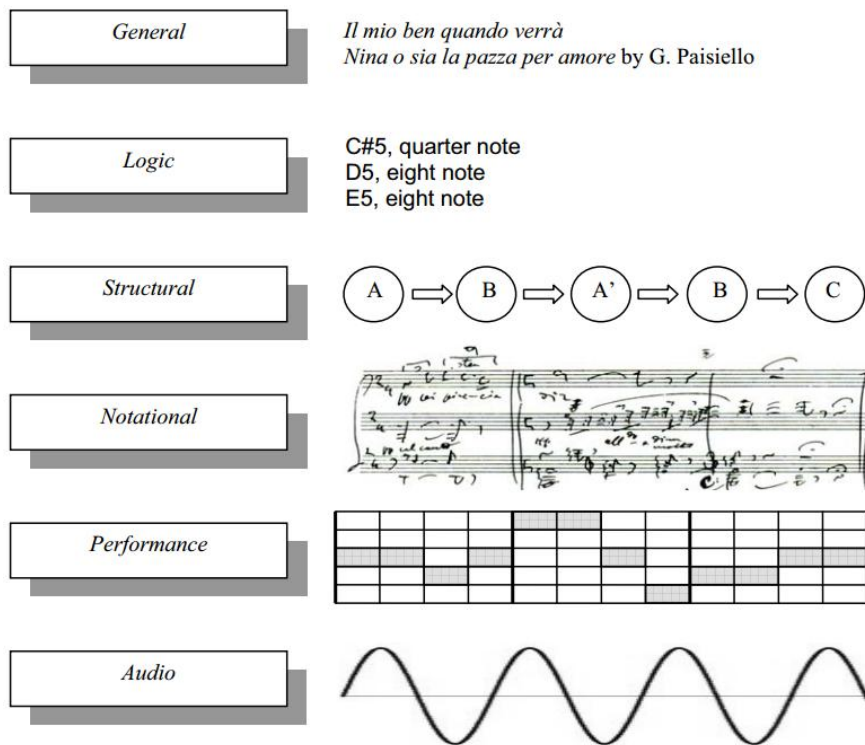 General
Il mio ben quando verrà
Nina o sia la pazza per amore by G. Paisiello
Logic
C#5, quarter note
D5, eight note
E5, eight note
Structural
A B A’ B C
Notational
Performance
Audio